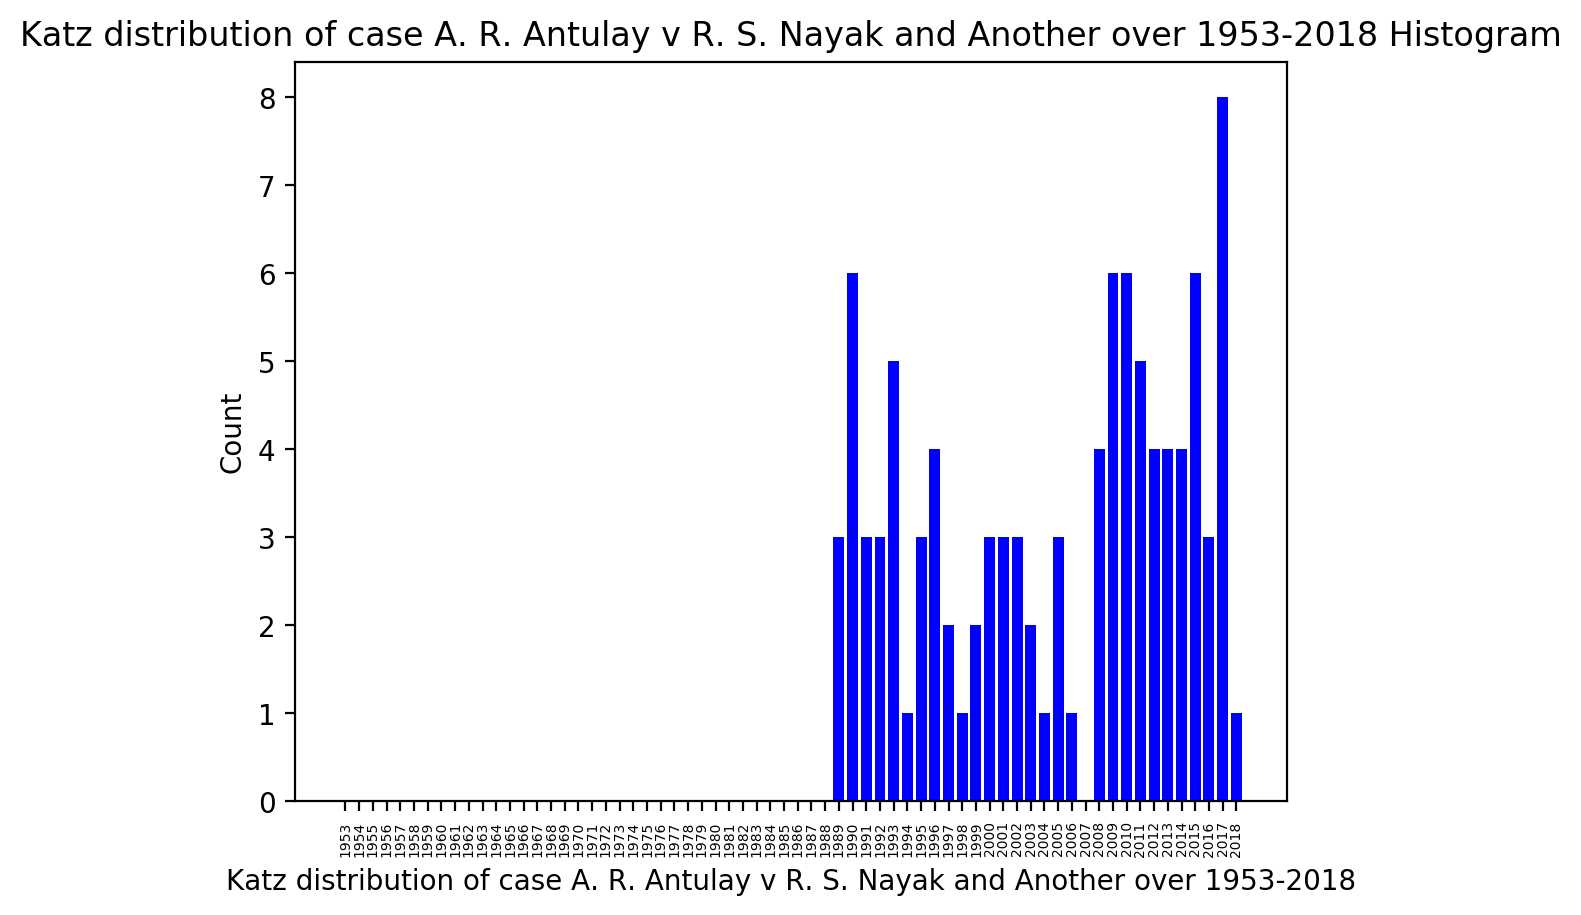 Katz distribution of case A. R. Antulay v R. S. Nayak and Another over 1953-2018 Histogram
8
7
6
5
4
3
2
1
0
Count
1953 1954 1955 1956 1957 1958 1959 1960 1961 1962 1963 1964 1965 1966 1967 1968 1969 1970 1971 1972 1973 1974 1975 1976 1977 1978 1979 1980 1981 1982 1983 1984 1985 1986 1987 1988 1989 1990 1991 1992 1993 1994 1995 1996 1997 1998 1999 2000 2001 2002 2003 2004 2005 2006 2007 2008 2009 2010 2011 2012 2013 2014 2015 2016 2017 2018
Katz distribution of case A. R. Antulay v R. S. Nayak and Another over 1953-2018